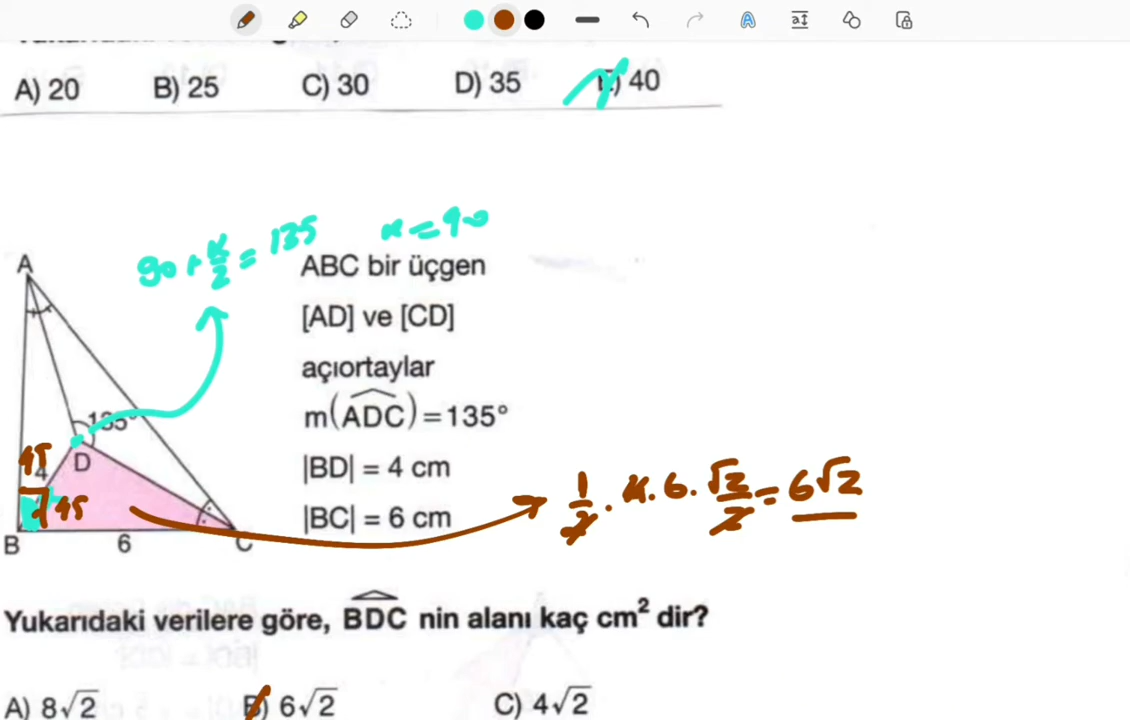 A) 20 B) 25 C) 30 D) 35 E) 40
90 + α/2 = 135 α = 90
A
ABC bir üçgen
[AD] ve [CD]
açıortaylar
135°
m(ADC) = 135°
45
4 D
|BD| = 4 cm
45
1/2 · 4 · 6 · √2/2 = 6√2
|BC| = 6 cm
B 6 C
Yukarıdaki verilere göre, BDC nin alanı kaç cm² dir?
A) 8√2 B) 6√2 C) 4√2